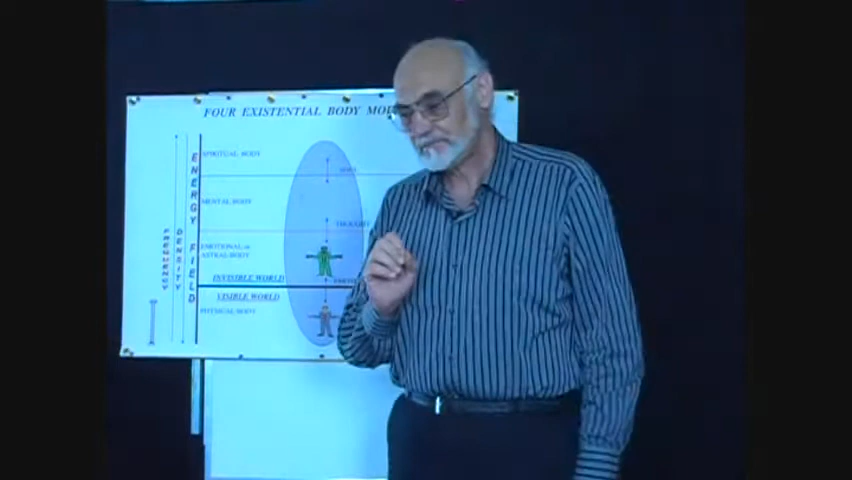 FOUR EXISTENTIAL BODY
SPIRITUAL BODY
MENTAL BODY
THOUGHT
EMOTIONAL or
ASTRAL BODY
INVISIBLE WORLD
VISIBLE WORLD
PHYSICAL BODY
ENERGY FIELD
DENSITY
FREQUENCY